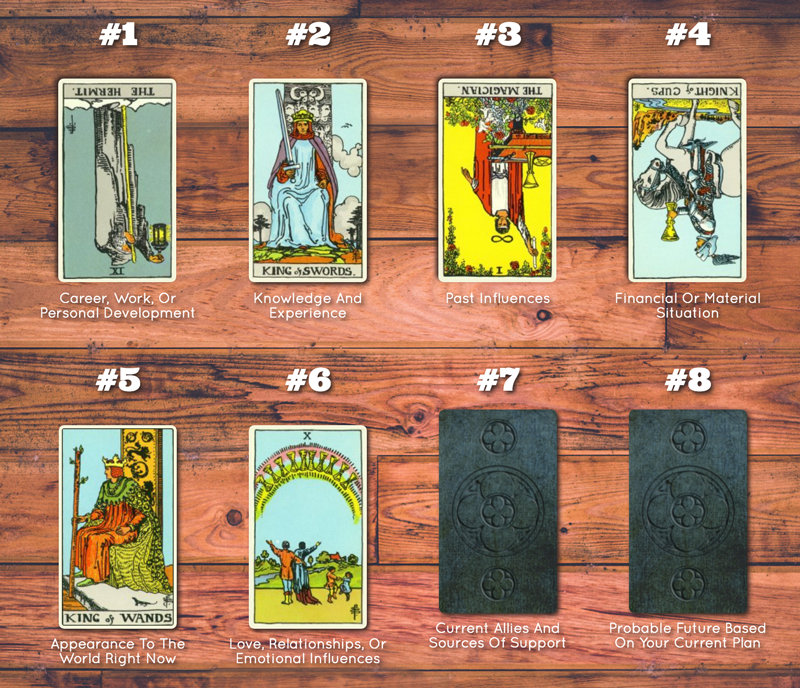 #1
#2
#3
#4
THE HERMIT.
IX
KING of SWORDS.
THE MAGICIAN.
I
KNIGHT of CUPS.
Career, Work, Or
Personal Development
Knowledge And
Experience
Past Influences
Financial Or Material
Situation
#5
#6
#7
#8
KING of WANDS.
X
Appearance To The
World Right Now
Love, Relationships, Or
Emotional Influences
Current Allies And
Sources Of Support
Probable Future Based
On Your Current Plan